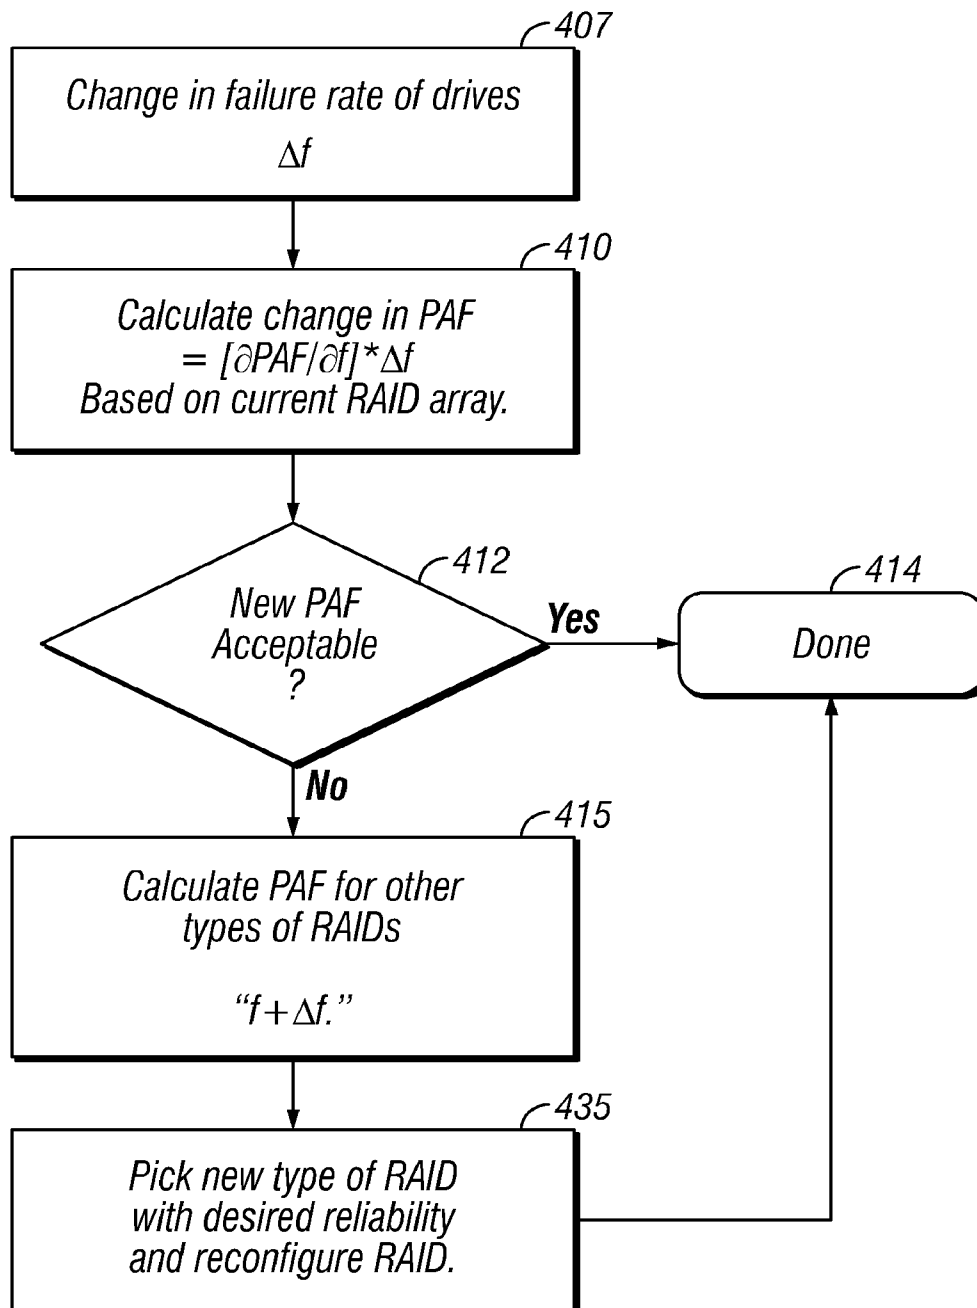 407
Change in failure rate of drives
Δf
410
Calculate change in PAF
= [∂PAF/∂f]*Δf
Based on current RAID array.
412
New PAF
Acceptable
?
Yes
414
Done
No
415
Calculate PAF for other
types of RAIDs
“f+Δf.”
435
Pick new type of RAID
with desired reliability
and reconfigure RAID.